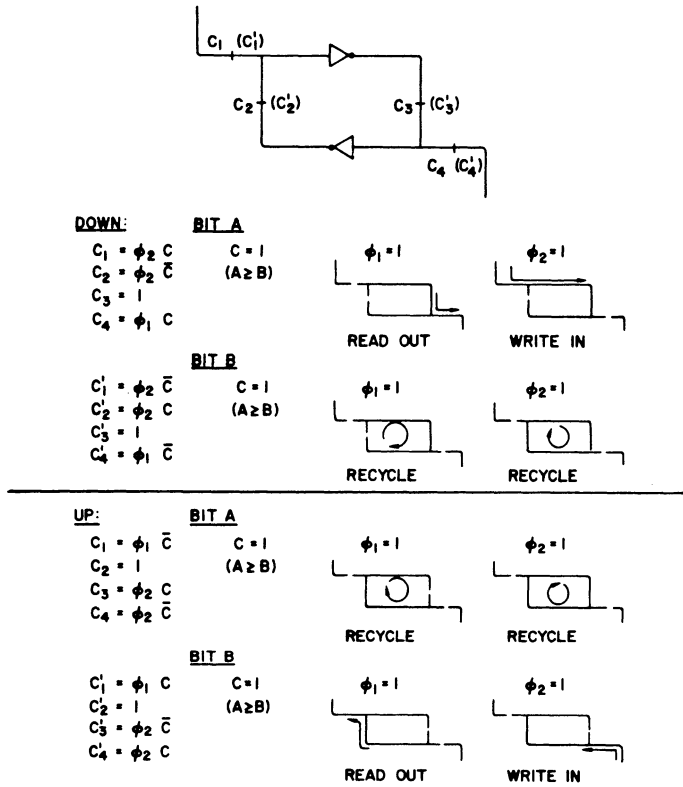 C₁ (C'₁)
C₂ (C'₂) C₃ (C'₃)
C₄ (C'₄)
DOWN: BIT A
C₁ = ϕ₂ C C = 1 ϕ₁ = 1 ϕ₂ = 1
C₂ = ϕ₂ C̅ (A ≥ B)
C₃ = 1
C₄ = ϕ₁ C
READ OUT WRITE IN
BIT B
C'₁ = ϕ₂ C̅ C = 1 ϕ₁ = 1 ϕ₂ = 1
C'₂ = ϕ₂ C (A ≥ B)
C'₃ = 1
C'₄ = ϕ₁ C̅
RECYCLE RECYCLE
UP: BIT A
C₁ = ϕ₁ C̅ C = 1 ϕ₁ = 1 ϕ₂ = 1
C₂ = 1 (A ≥ B)
C₃ = ϕ₂ C
C₄ = ϕ₂ C̅
RECYCLE RECYCLE
BIT B
C'₁ = ϕ₁ C C = 1 ϕ₁ = 1 ϕ₂ = 1
C'₂ = 1 (A ≥ B)
C'₃ = ϕ₂ C̅
C'₄ = ϕ₂ C
READ OUT WRITE IN